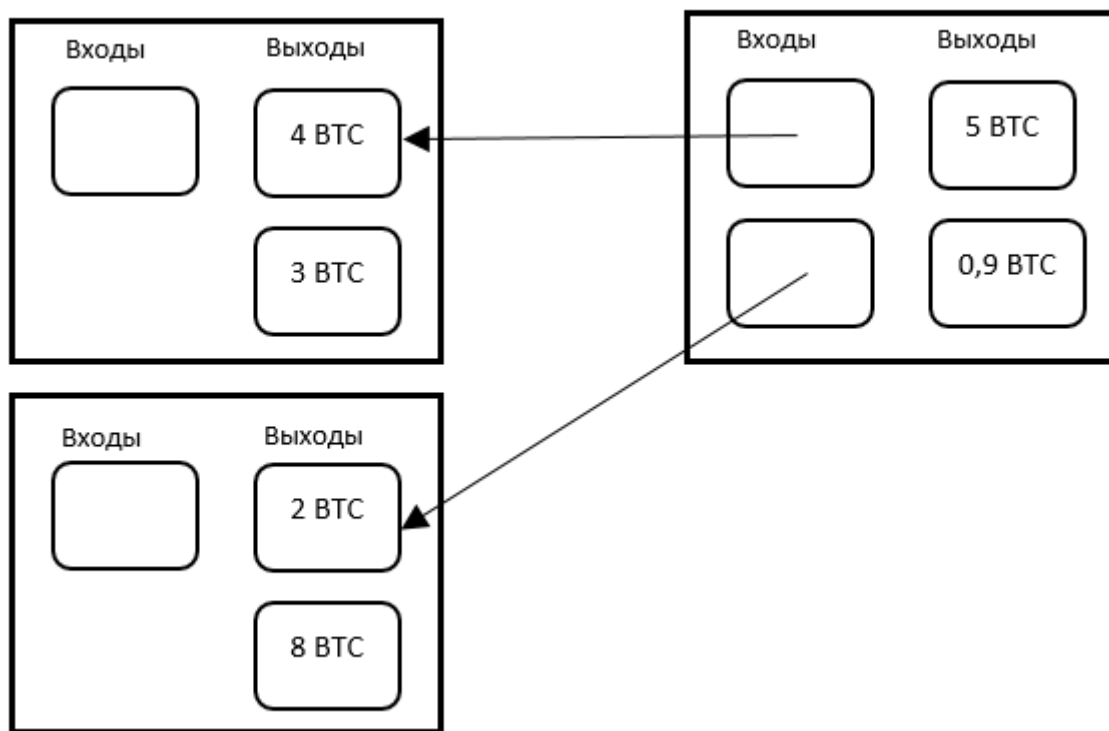 Входы
Выходы
4 BTC
3 BTC
Входы
Выходы
5 BTC
0,9 BTC
Входы
Выходы
2 BTC
8 BTC